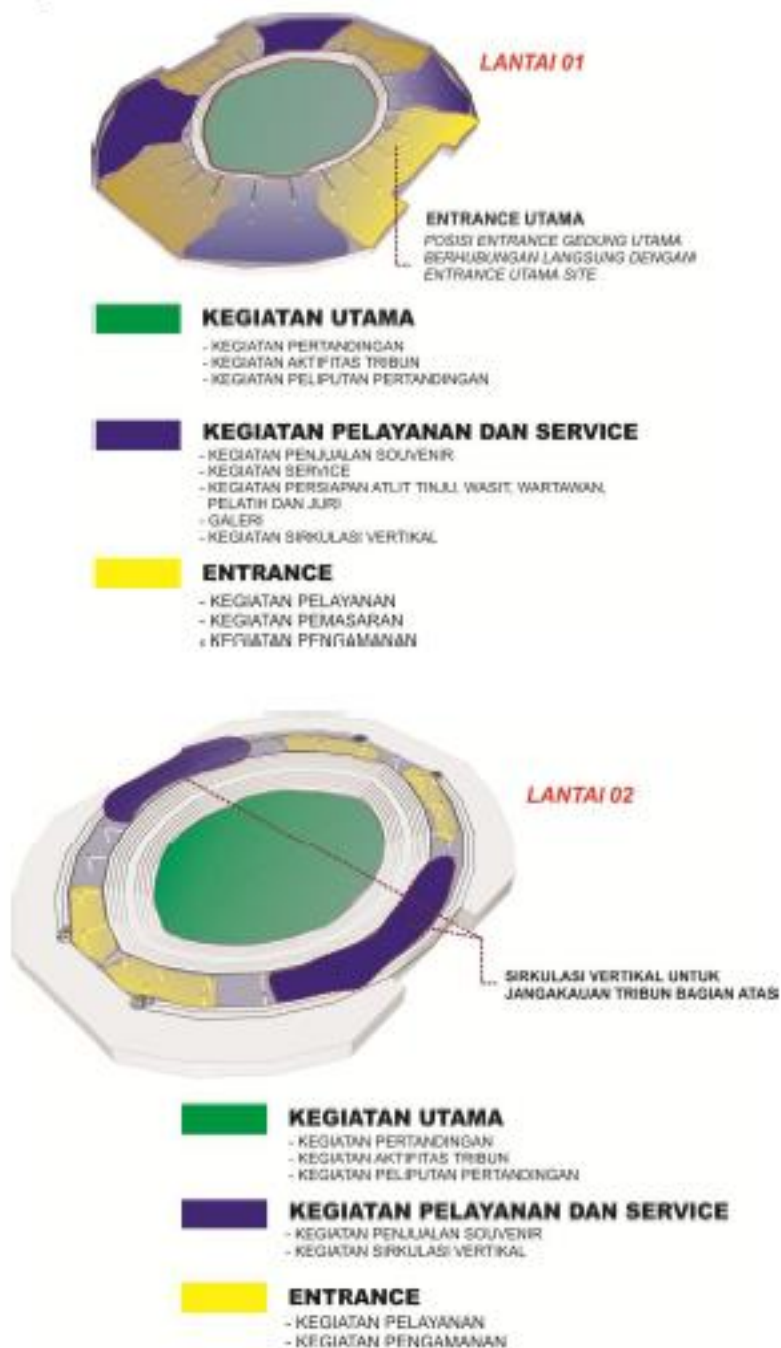 LANTAI 01
ENTRANCE UTAMA
POSISI ENTRANCE GEDUNG UTAMA
BERHUBUNGAN LANGSUNG DENGAN
ENTRANCE UTAMA SITE
KEGIATAN UTAMA
- KEGIATAN PERTANDINGAN
- KEGIATAN AKTIFITAS TRIBUN
- KEGIATAN PELIPUTAN PERTANDINGAN
KEGIATAN PELAYANAN DAN SERVICE
- KEGIATAN PENJUALAN SOUVENIR
- KEGIATAN SERVICE
- KEGIATAN PERSIAPAN ATLIT TINJU, WASIT, WARTAWAN,
PELATIH DAN JURI
- GALERI
- KEGIATAN SIRKULASI VERTIKAL
ENTRANCE
- KEGIATAN PELAYANAN
- KEGIATAN PEMASARAN
- KEGIATAN PENGAMANAN
LANTAI 02
SIRKULASI VERTIKAL UNTUK
JANGAKAUAN TRIBUN BAGIAN ATAS
KEGIATAN UTAMA
- KEGIATAN PERTANDINGAN
- KEGIATAN AKTIFITAS TRIBUN
- KEGIATAN PELIPUTAN PERTANDINGAN
KEGIATAN PELAYANAN DAN SERVICE
- KEGIATAN PENJUALAN SOUVENIR
- KEGIATAN SIRKULASI VERTIKAL
ENTRANCE
- KEGIATAN PELAYANAN
- KEGIATAN PENGAMANAN